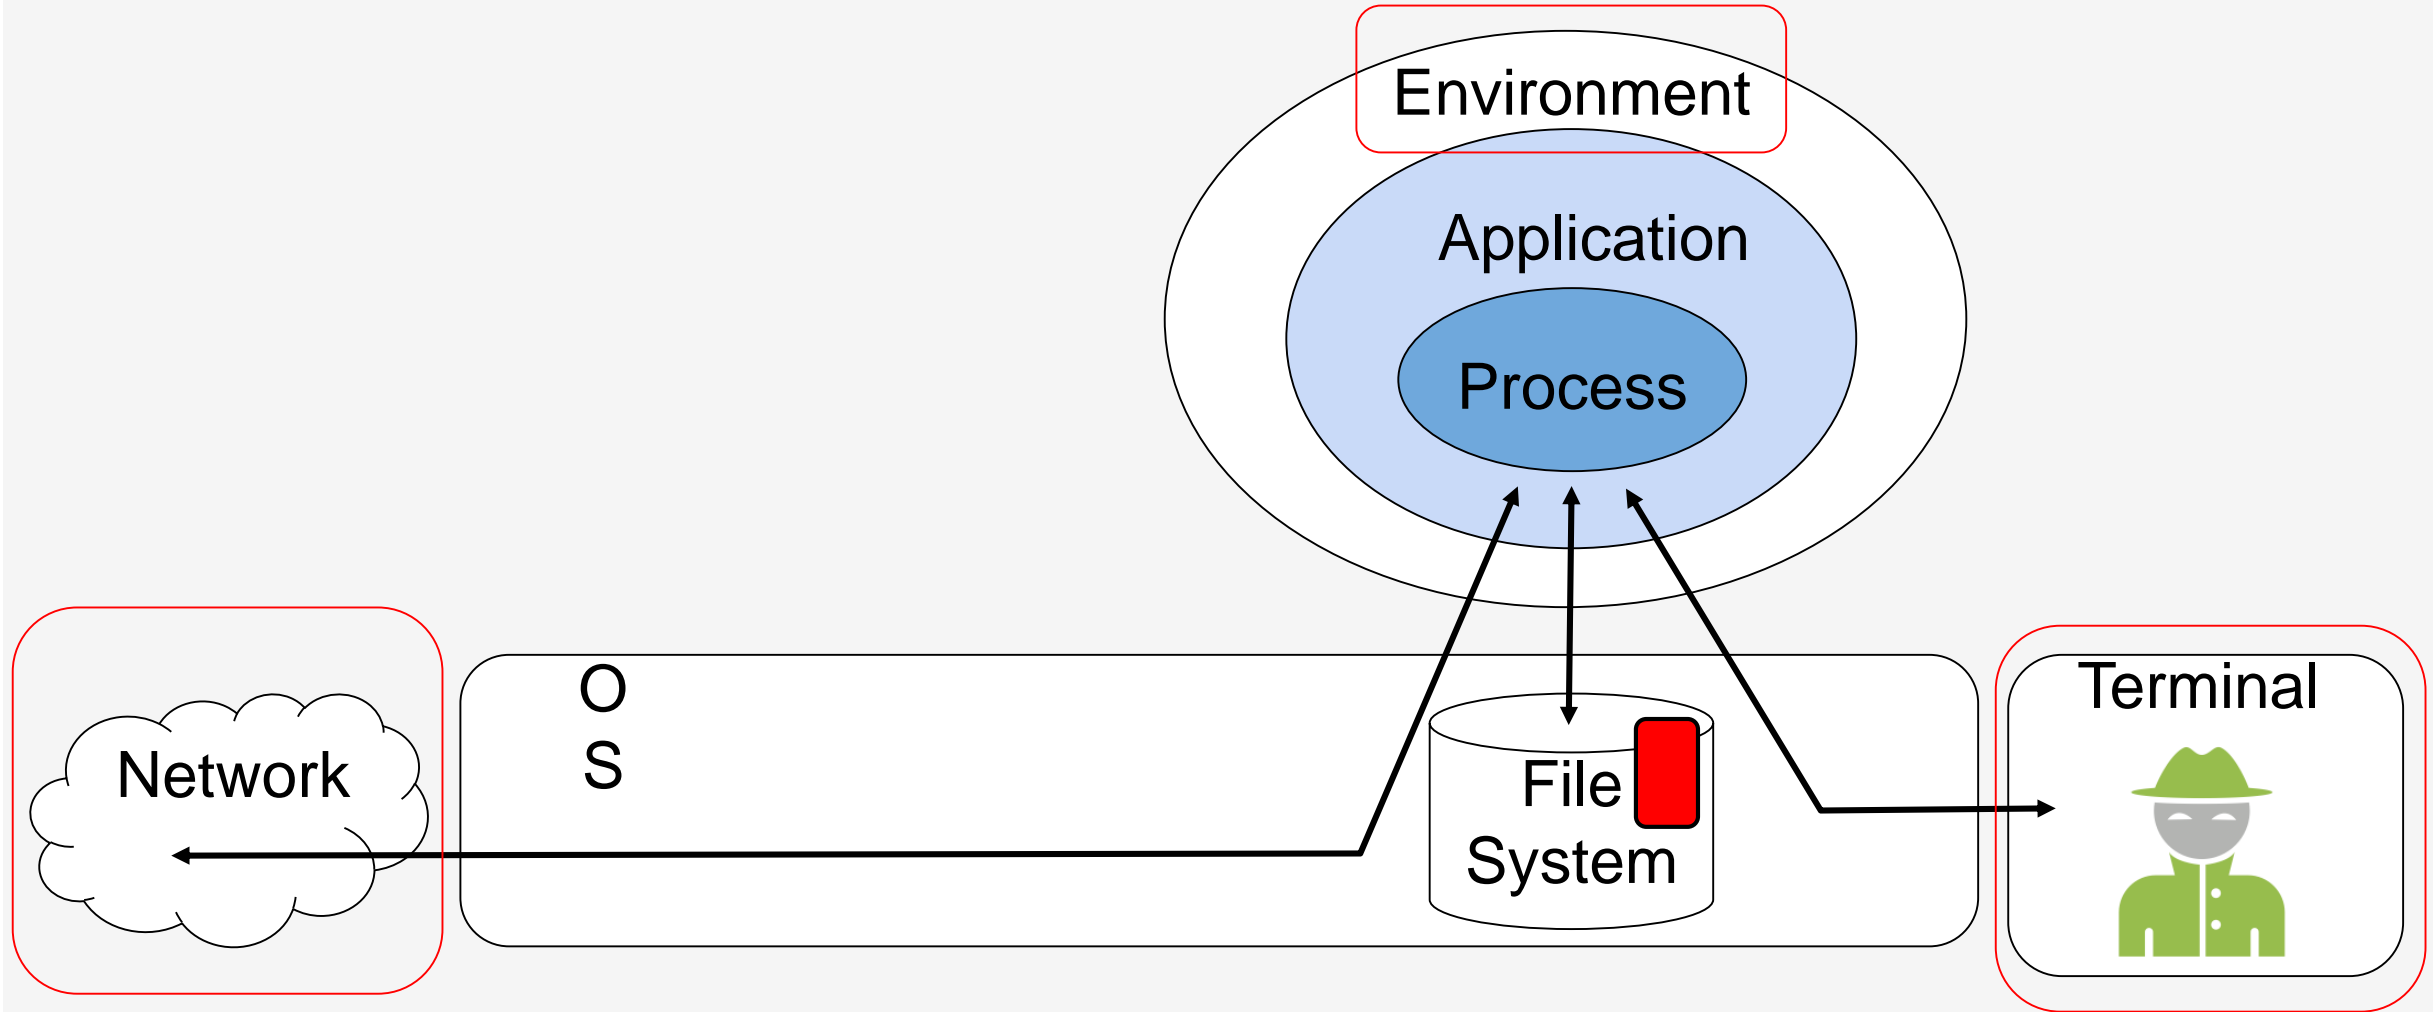 Environment
Application
Process
O
S
Network
File
System
Terminal